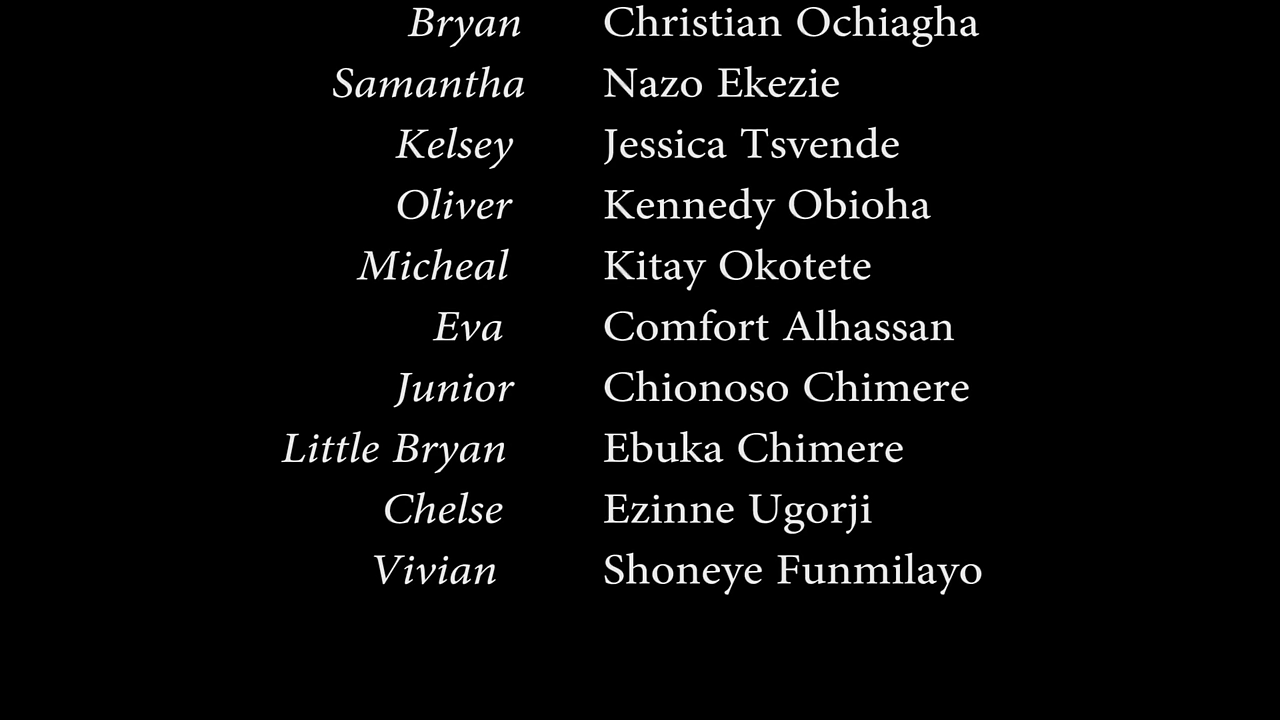 Bryan Christian Ochiagha
Samantha Nazo Ekezie
Kelsey Jessica Tsvende
Oliver Kennedy Obioha
Micheal Kitay Okotete
Eva Comfort Alhassan
Junior Chionoso Chimere
Little Bryan Ebuka Chimere
Chelse Ezinne Ugorji
Vivian Shoneye Funmilayo